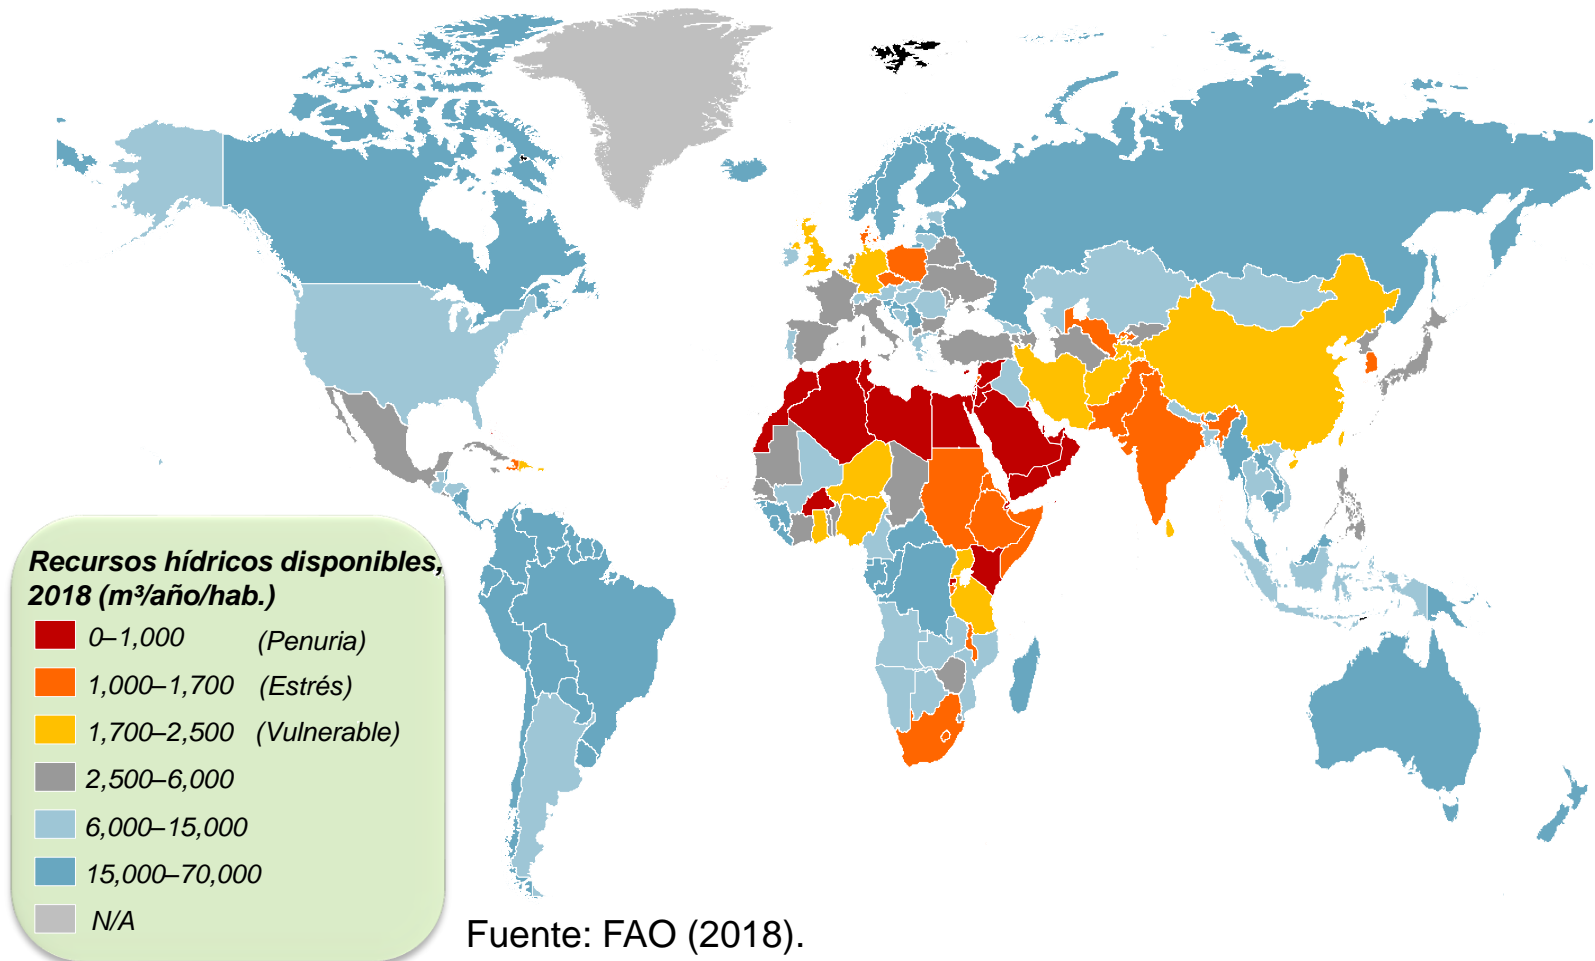 Recursos hídricos disponibles,
2018 (m³/año/hab.)
0–1,000 (Penuria)
1,000–1,700 (Estrés)
1,700–2,500 (Vulnerable)
2,500–6,000
6,000–15,000
15,000–70,000
N/A
Fuente: FAO (2018).